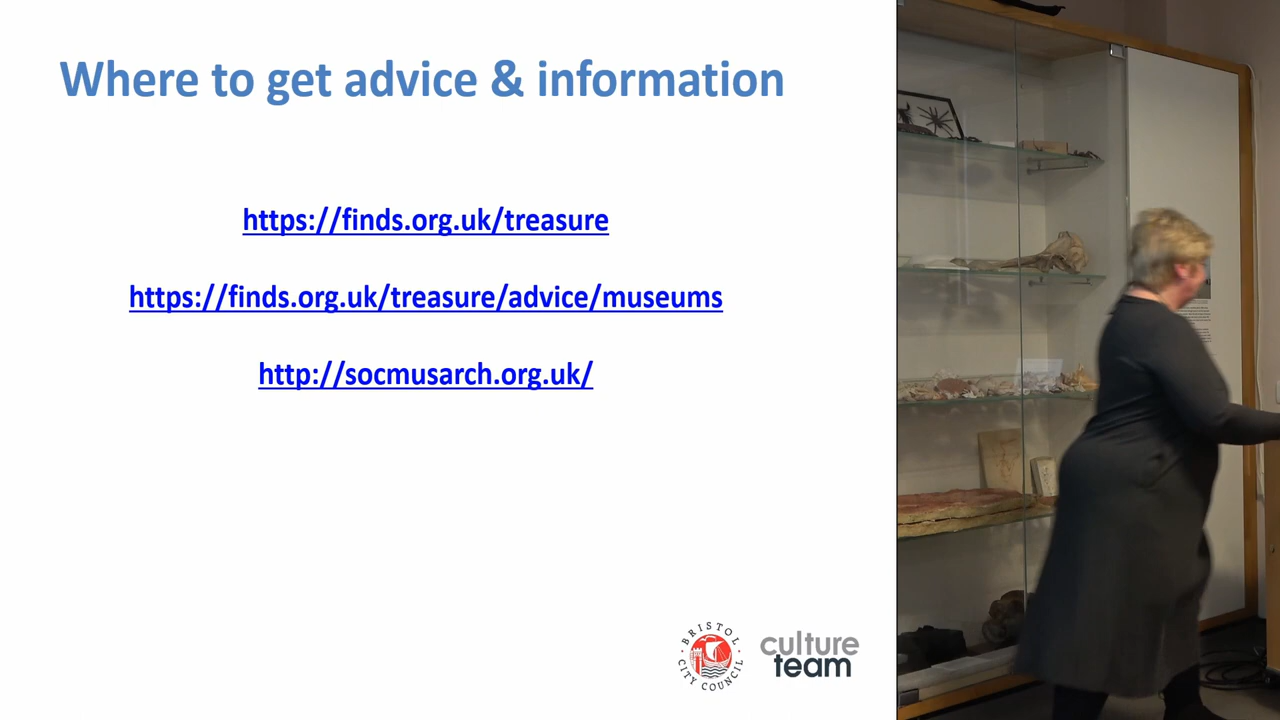 Where to get advice & information
https://finds.org.uk/treasure
https://finds.org.uk/treasure/advice/museums
http://socmusarch.org.uk/
BRISTOL
CITY COUNCIL
culture
team